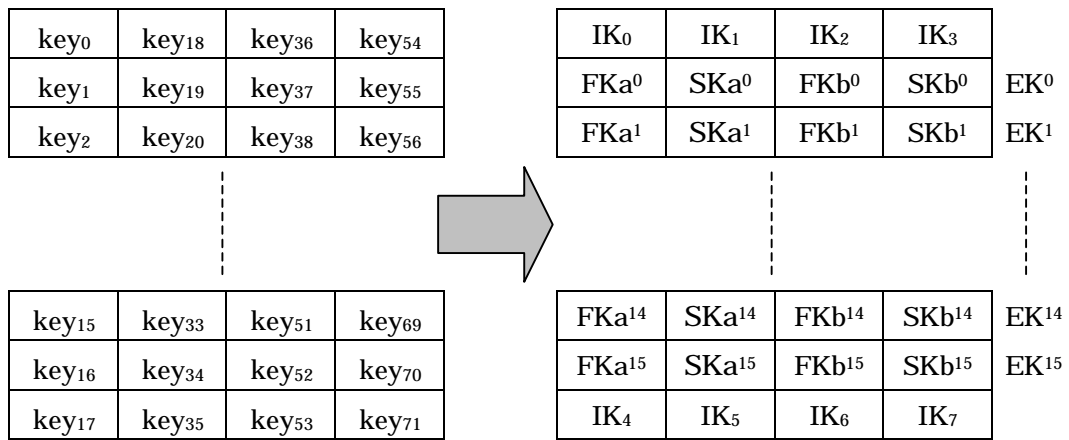 key₀ key₁₈ key₃₆ key₅₄ IK₀ IK₁ IK₂ IK₃
key₁ key₁₉ key₃₇ key₅₅ FKa⁰ SKa⁰ FKb⁰ SKb⁰ EK⁰
key₂ key₂₀ key₃₈ key₅₆ FKa¹ SKa¹ FKb¹ SKb¹ EK¹
key₁₅ key₃₃ key₅₁ key₆₉ FKa¹⁴ SKa¹⁴ FKb¹⁴ SKb¹⁴ EK¹⁴
key₁₆ key₃₄ key₅₂ key₇₀ FKa¹⁵ SKa¹⁵ FKb¹⁵ SKb¹⁵ EK¹⁵
key₁₇ key₃₅ key₅₃ key₇₁ IK₄ IK₅ IK₆ IK₇